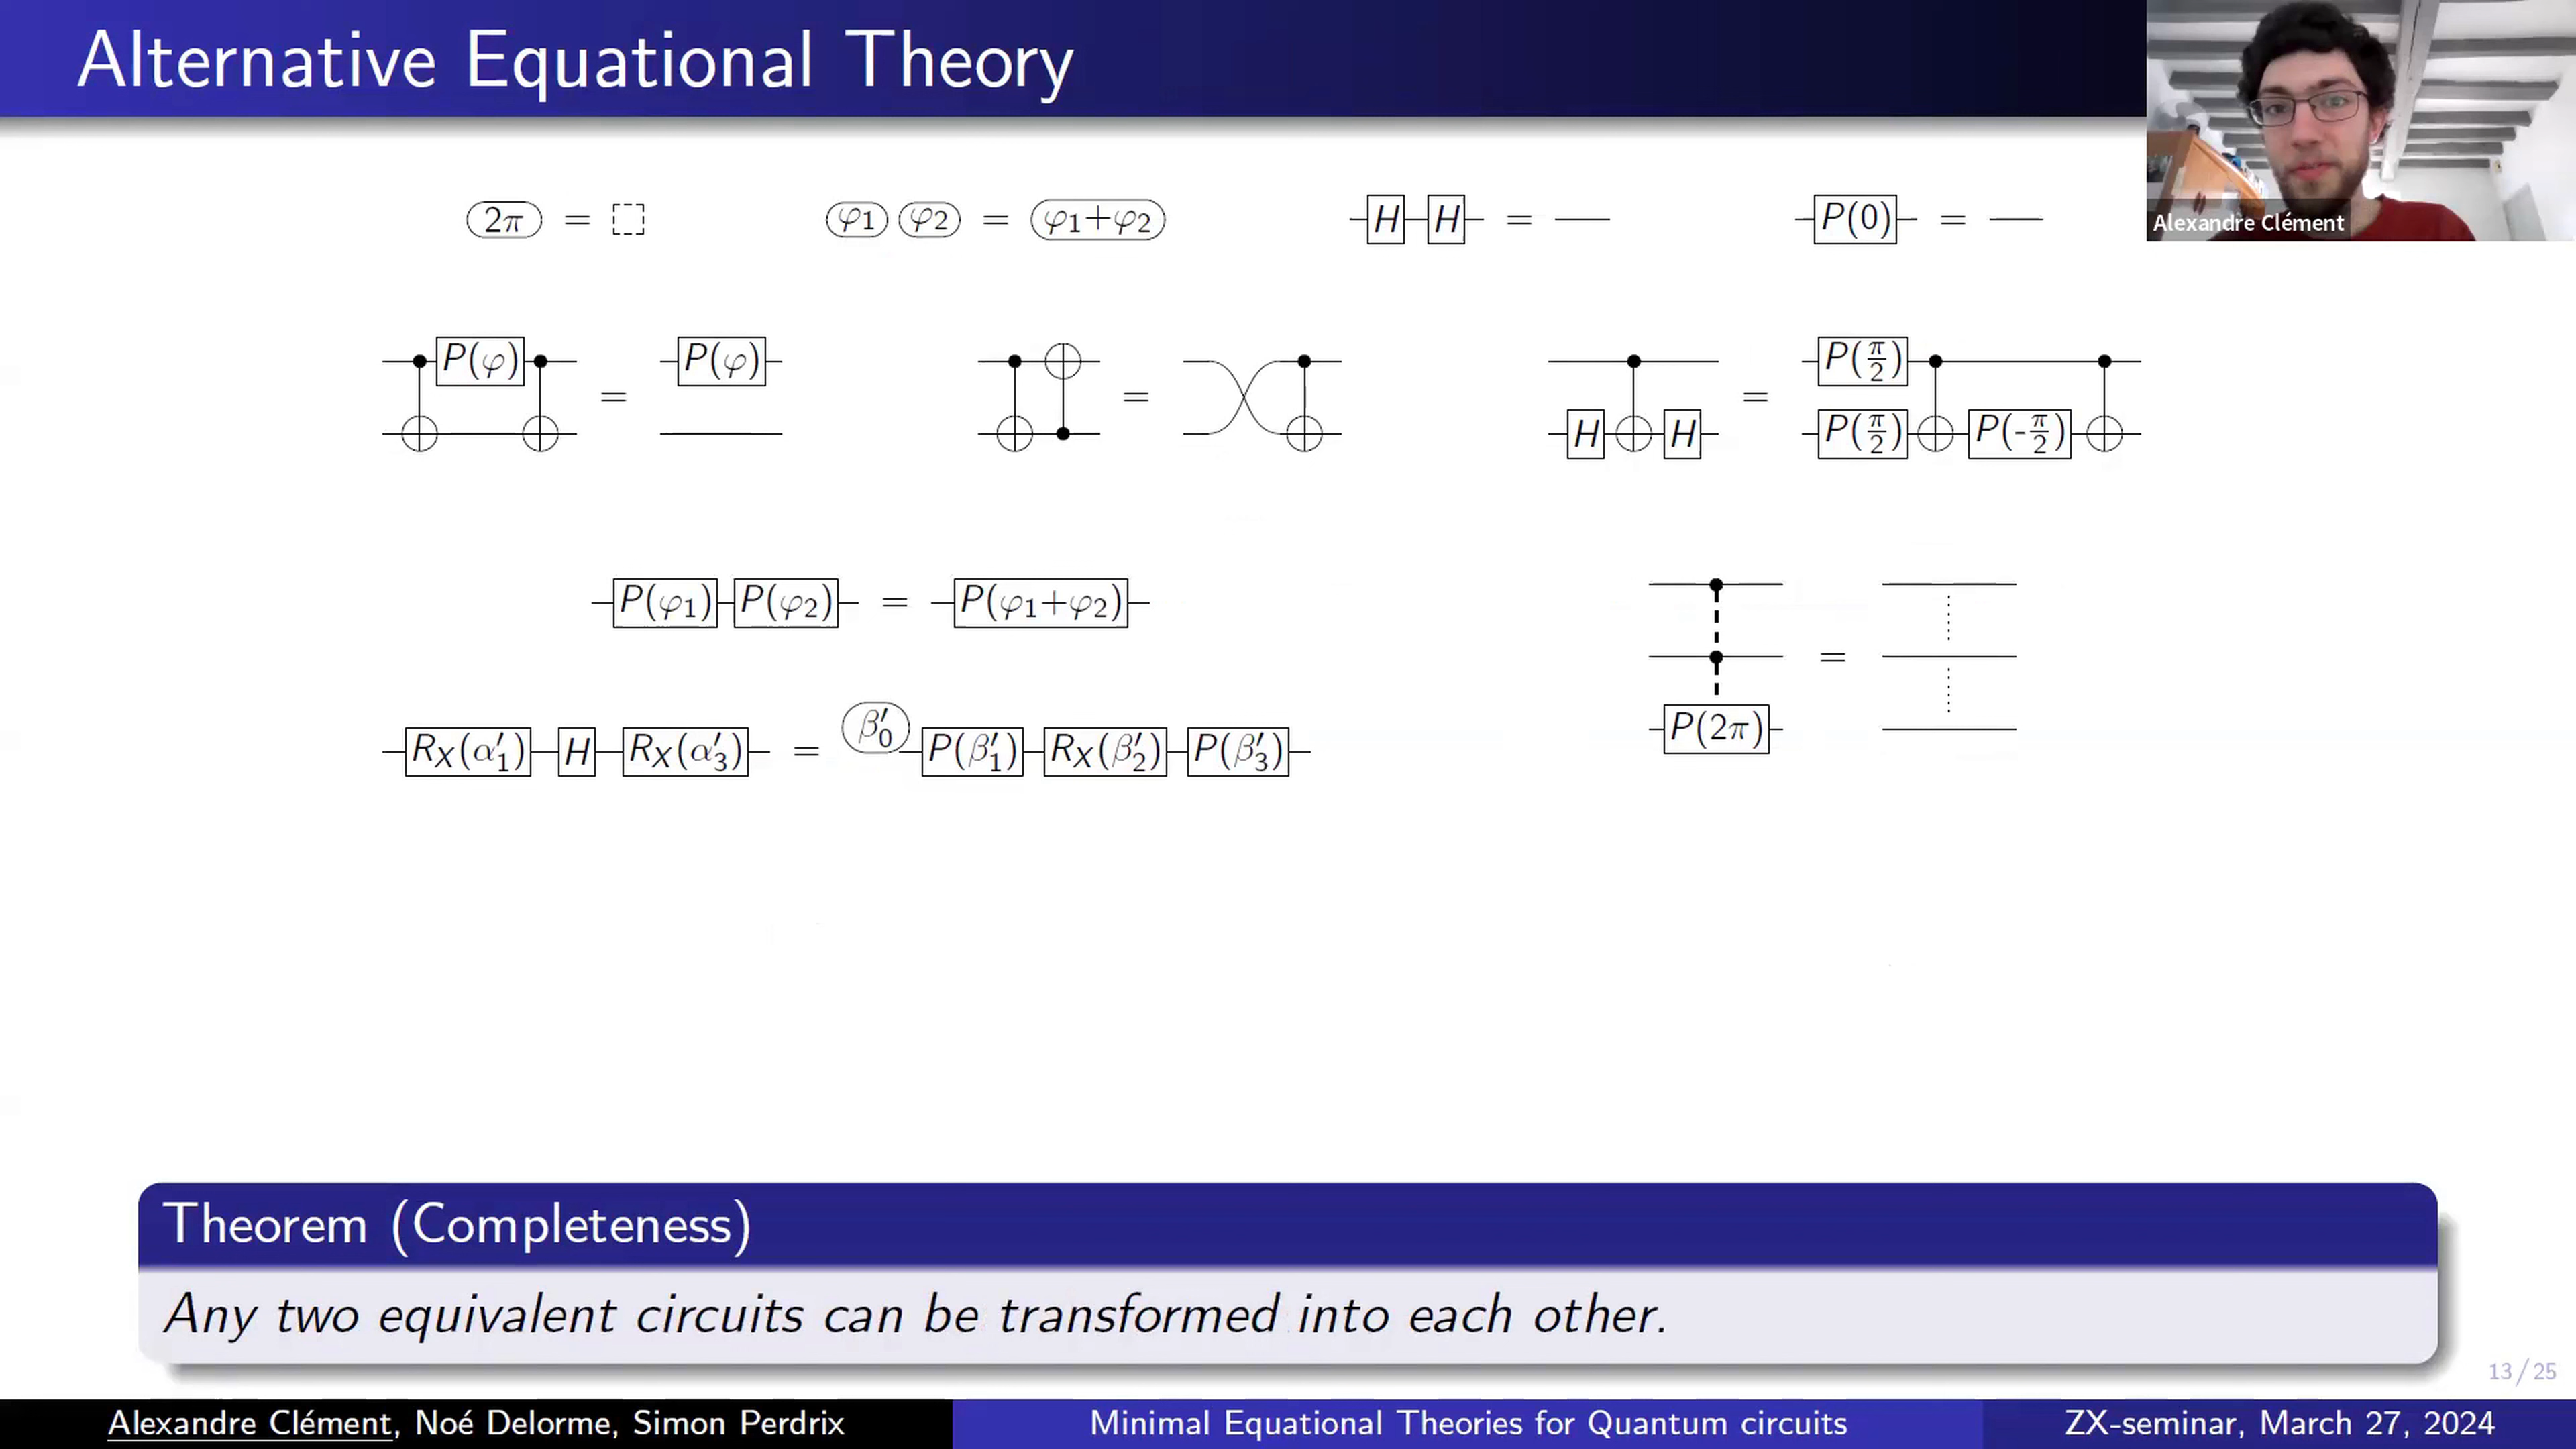 Alternative Equational Theory
Alexandre Clément
2π = 
φ1 φ2 = φ1+φ2
H H =
P(0) =
P(φ) = P(φ)
=
H H = P(π/2) P(π/2) P(-π/2)
P(φ1) P(φ2) = P(φ1+φ2)
P(2π) =
RX(α′1) H RX(α′3) = β′0 P(β′1) RX(β′2) P(β′3)
Theorem (Completeness)
Any two equivalent circuits can be transformed into each other.
13/25
Alexandre Clément, Noé Delorme, Simon Perdrix
Minimal Equational Theories for Quantum circuits
ZX-seminar, March 27, 2024